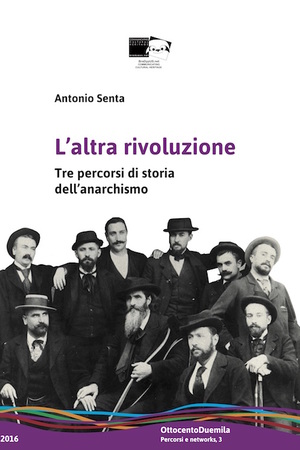 Antonio Senta
L'altra rivoluzione
Tre percorsi di storia
dell'anarchismo
2016
OttocentoDuemila
Percorsi e networks, 3